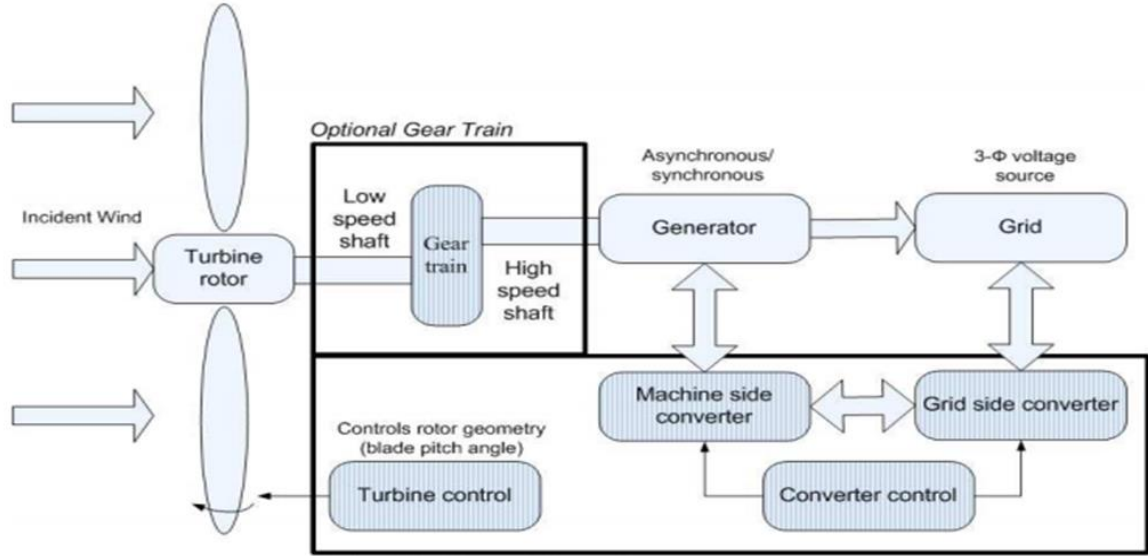 Optional Gear Train
Asynchronous/
synchronous
3-Φ voltage
source
Incident Wind
Low
speed
shaft
Gear
train
High
speed
shaft
Turbine
rotor
Generator
Grid
Machine side
converter
Grid side converter
Controls rotor geometry
(blade pitch angle)
Turbine control
Converter control